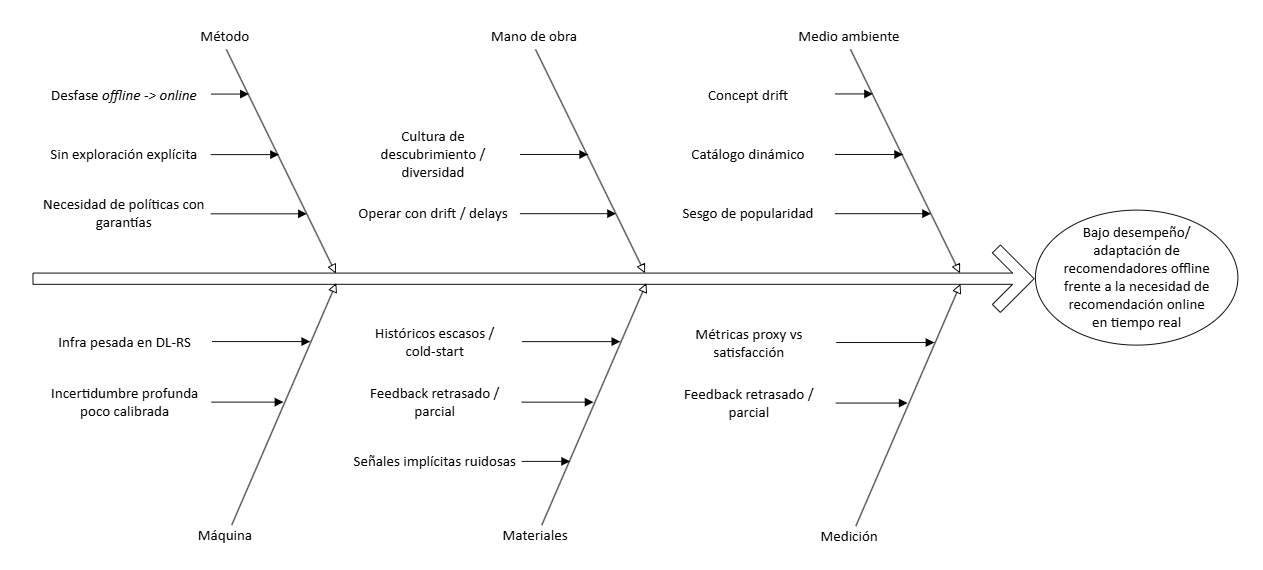 Método
Desfase offline -> online
Sin exploración explícita
Necesidad de políticas con
garantías
Mano de obra
Cultura de
descubrimiento /
diversidad
Operar con drift / delays
Medio ambiente
Concept drift
Catálogo dinámico
Sesgo de popularidad
Bajo desempeño/
adaptación de
recomendadores offline
frente a la necesidad de
recomendación online
en tiempo real
Infra pesada en DL-RS
Incertidumbre profunda
poco calibrada
Máquina
Históricos escasos /
cold-start
Feedback retrasado /
parcial
Señales implícitas ruidosas
Materiales
Métricas proxy vs
satisfacción
Feedback retrasado /
parcial
Medición